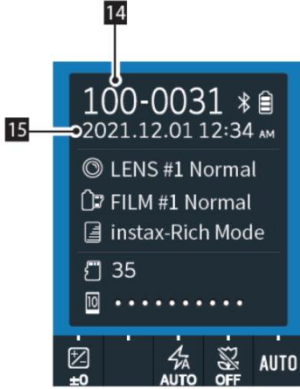 14
100-0031
15
2021.12.01 12:34 AM
LENS #1 Normal
FILM #1 Normal
instax-Rich Mode
35
10
±0
A
AUTO
OFF
AUTO